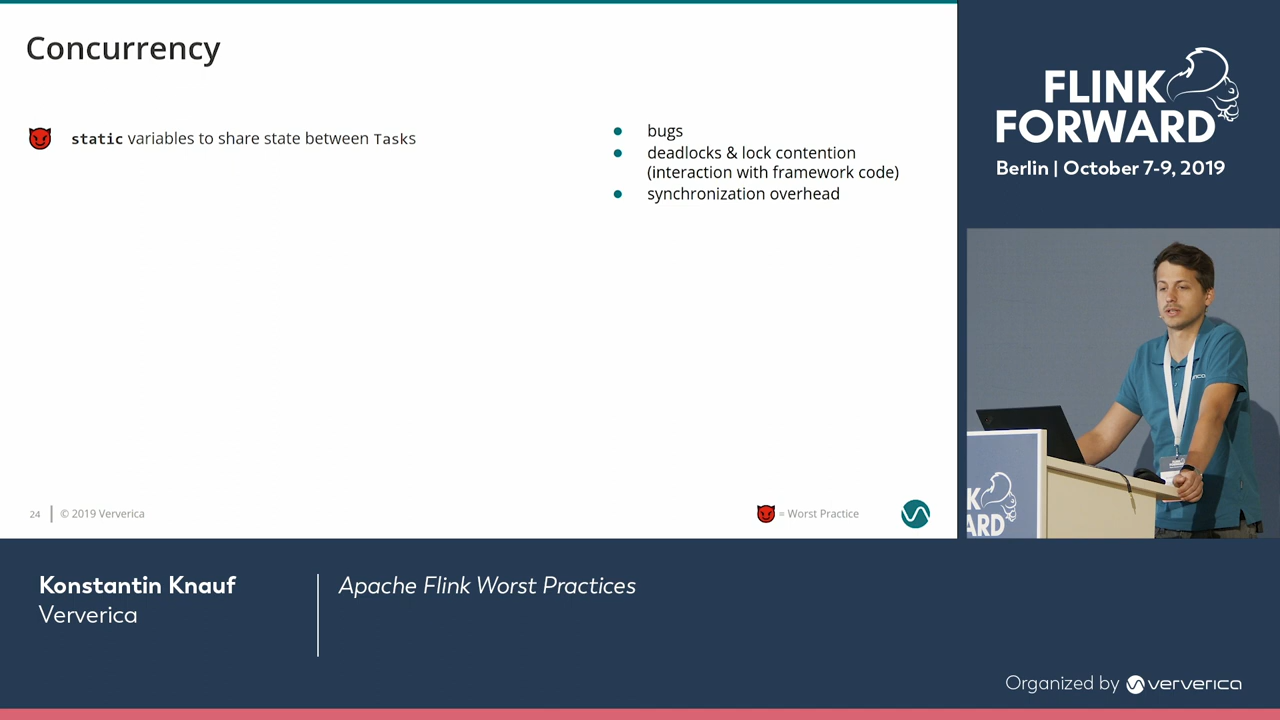 Concurrency
static variables to share state between Tasks
bugs
deadlocks & lock contention
(interaction with framework code)
synchronization overhead
24
© 2019 Ververica
= Worst Practice
FLINK
FORWARD
Berlin | October 7-9, 2019
K
ARD
Konstantin Knauf
Ververica
Apache Flink Worst Practices
Organized by ververica